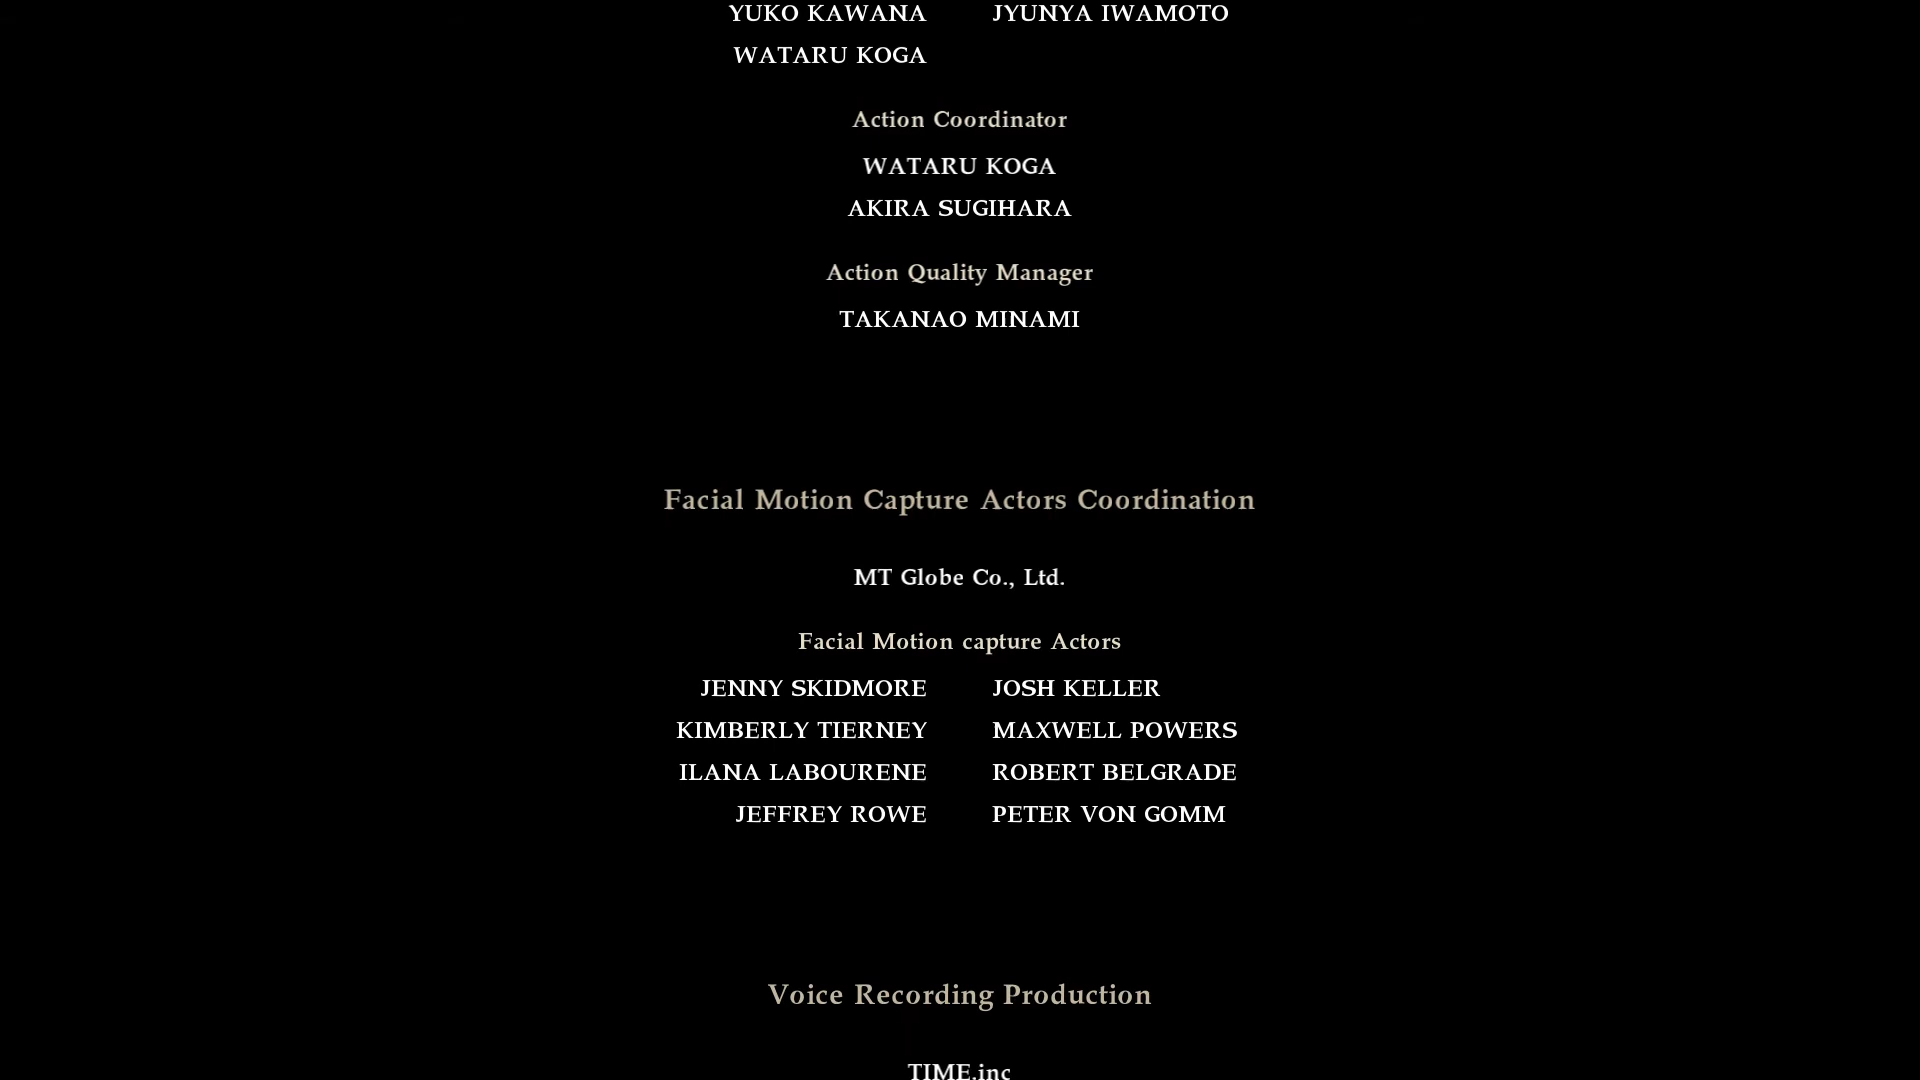 YUKO KAWANA JYUNYA IWAMOTO
WATARU KOGA
Action Coordinator
WATARU KOGA
AKIRA SUGIHARA
Action Quality Manager
TAKANAO MINAMI
Facial Motion Capture Actors Coordination
MT Globe Co., Ltd.
Facial Motion capture Actors
JENNY SKIDMORE JOSH KELLER
KIMBERLY TIERNEY MAXWELL POWERS
ILANA LABOURENE ROBERT BELGRADE
JEFFREY ROWE PETER VON GOMM
Voice Recording Production
TIME.inc